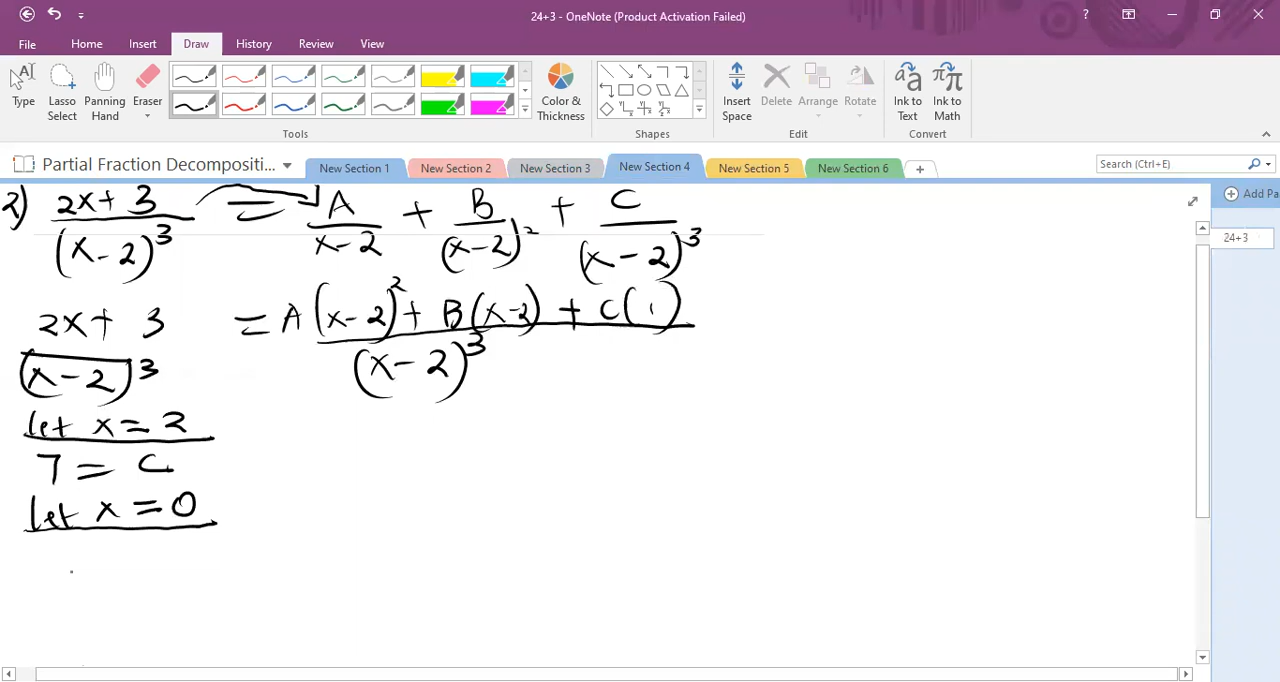 24+3 - OneNote (Product Activation Failed)
?
File Home Insert Draw History Review View
Type Lasso Select Panning Hand Eraser Color & Thickness Insert Space Delete Arrange Rotate Ink to Text Ink to Math
Tools Shapes Edit Convert
Partial Fraction Decompositi... New Section 1 New Section 2 New Section 3 New Section 4 New Section 5 New Section 6 + Search (Ctrl+E)
Add Pa
24+3
2) (2x+3)/(x-2)^3 = A/(x-2) + B/(x-2)^2 + C/(x-2)^3
(2x+3)/(x-2)^3 = (A(x-2)^2 + B(x-2) + C(1))/(x-2)^3
let x = 2
7 = C
let x = 0